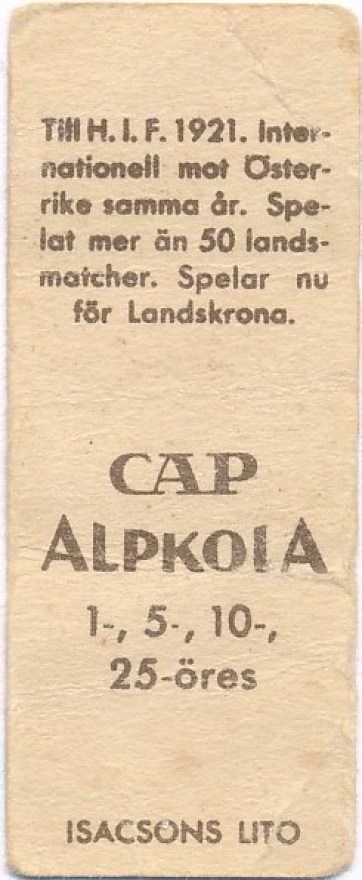 Till H. I. F. 1921. Inter-
nationell mot Öster-
rike samma år. Spe-
lat mer än 50 lands-
matcher. Spelar nu
för Landskrona.
CAP
ALPKOLA
1-, 5-, 10-,
25-öres
ISACSONS LITO